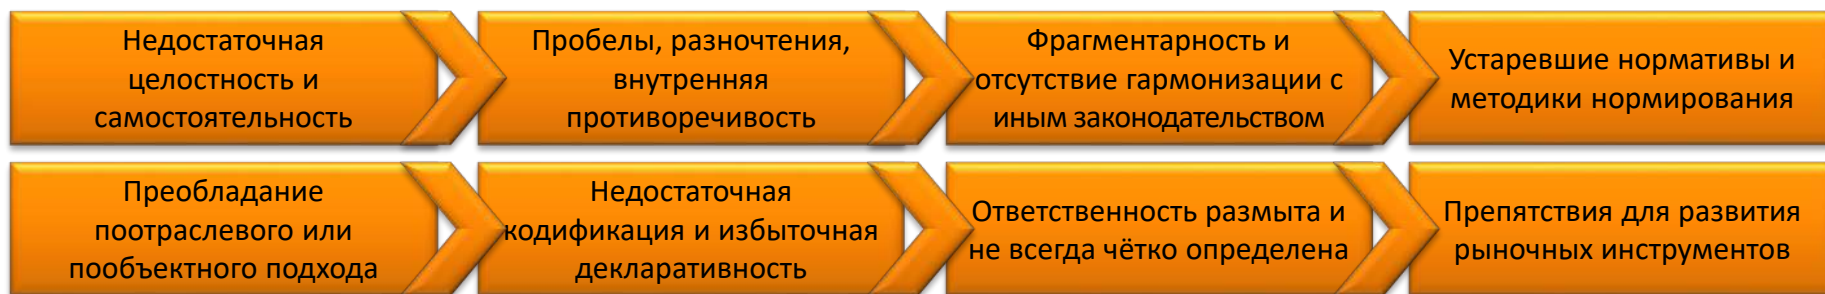 Недостаточная
целостность и
самостоятельность
Пробелы, разночтения,
внутренняя
противоречивость
Фрагментарность и
отсутствие гармонизации с
иным законодательством
Устаревшие нормативы и
методики нормирования
Преобладание
поотраслевого или
пообъектного подхода
Недостаточная
кодификация и избыточная
декларативность
Ответственность размыта и
не всегда чётко определена
Препятствия для развития
рыночных инструментов